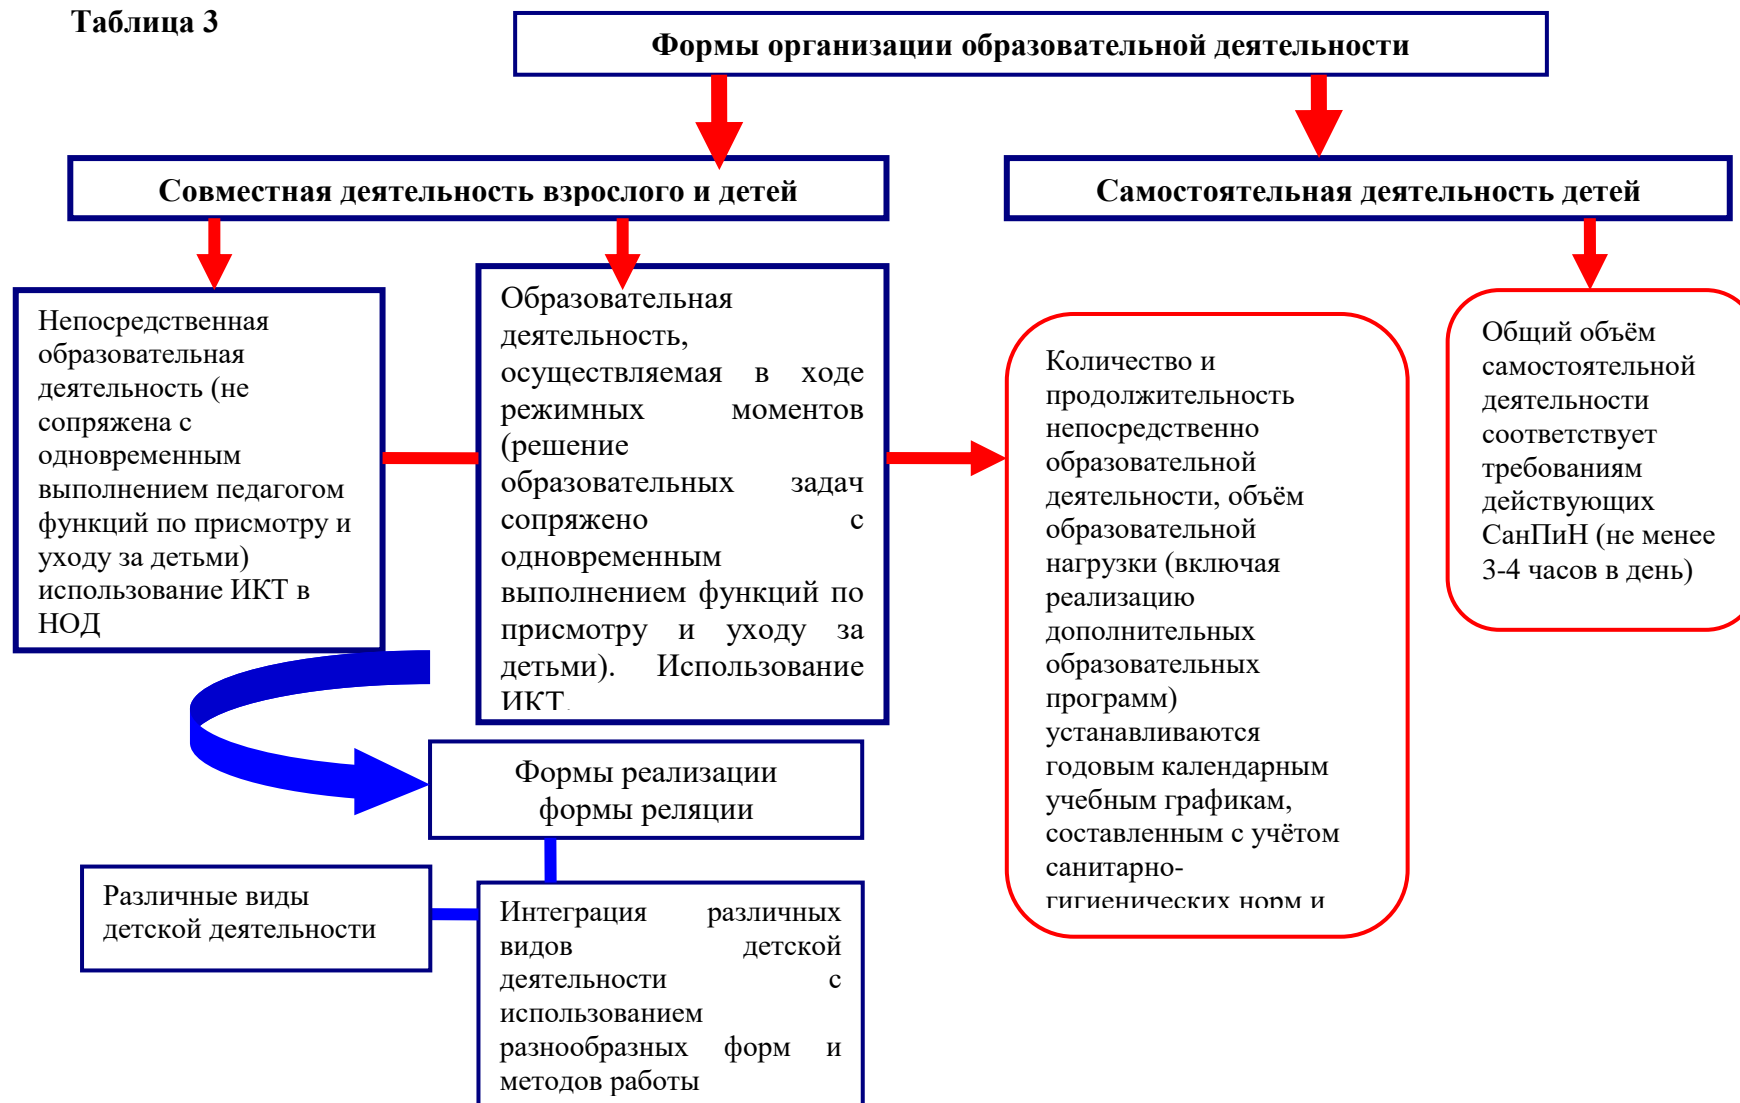 Таблица 3
Формы организации образовательной деятельности
Совместная деятельность взрослого и детей
Самостоятельная деятельность детей
Непосредственная
образовательная
деятельность (не
сопряжена с
одновременным
выполнением педагогом
функций по присмотру и
уходу за детьми)
использование ИКТ в
НОД
Образовательная
деятельность,
осуществляемая в ходе
режимных моментов
(решение
образовательных задач
сопряжено с
одновременным
выполнением функций по
присмотру и уходу за
детьми). Использование
ИКТ.
Количество и
продолжительность
непосредственно
образовательной
деятельности, объём
образовательной
нагрузки (включая
реализацию
дополнительных
образовательных
программ)
устанавливаются
годовым календарным
учебным графикам,
составленным с учётом
санитарно-
гигиенических норм и
Общий объём
самостоятельной
деятельности
соответствует
требованиям
действующих
СанПиН (не менее
3-4 часов в день)
Формы реализации
формы реляции
Различные виды
детской деятельности
Интеграция различных
видов детской
деятельности с
использованием
разнообразных форм и
методов работы